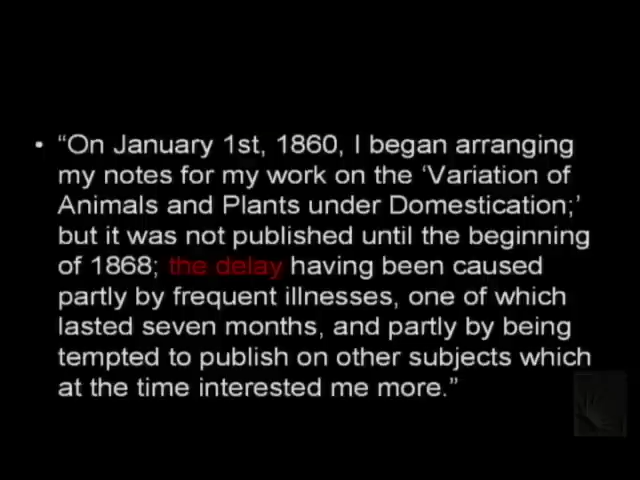 • “On January 1st, 1860, I began arranging
my notes for my work on the ‘Variation of
Animals and Plants under Domestication;’
but it was not published until the beginning
of 1868; the delay having been caused
partly by frequent illnesses, one of which
lasted seven months, and partly by being
tempted to publish on other subjects which
at the time interested me more.”